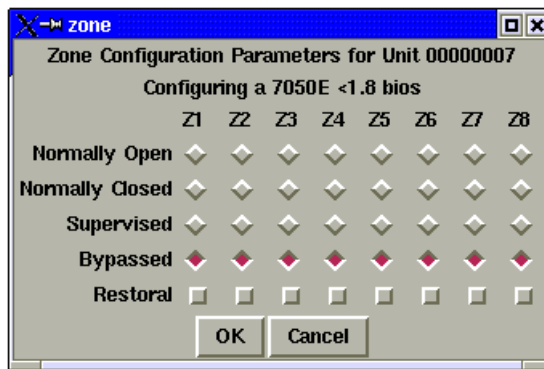 zone
Zone Configuration Parameters for Unit 00000007
Configuring a 7050E <1.8 bios
Z1 Z2 Z3 Z4 Z5 Z6 Z7 Z8
Normally Open
Normally Closed
Supervised
Bypassed
Restoral
OK Cancel